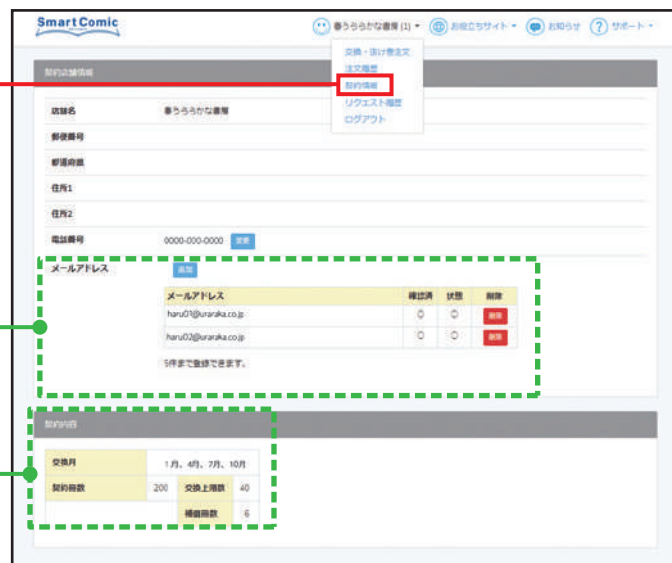 SmartComic
春うららかな書房 (1) お役立ちサイト お知らせ サポート
交換・抜け巻注文
注文履歴
契約情報
リクエスト履歴
ログアウト
契約店舗情報
店舗名 春うららかな書房
郵便番号
都道府県
住所1
住所2
電話番号 0000-000-0000 変更
メールアドレス 追加
メールアドレス 確認済 状態 削除
haru01@uraraka.co.jp 〇 〇 削除
haru02@uraraka.co.jp 〇 〇 削除
5件まで登録できます。
契約内容
交換月 1月、4月、7月、10月
契約冊数 200 交換上限数 40
補償冊数 6